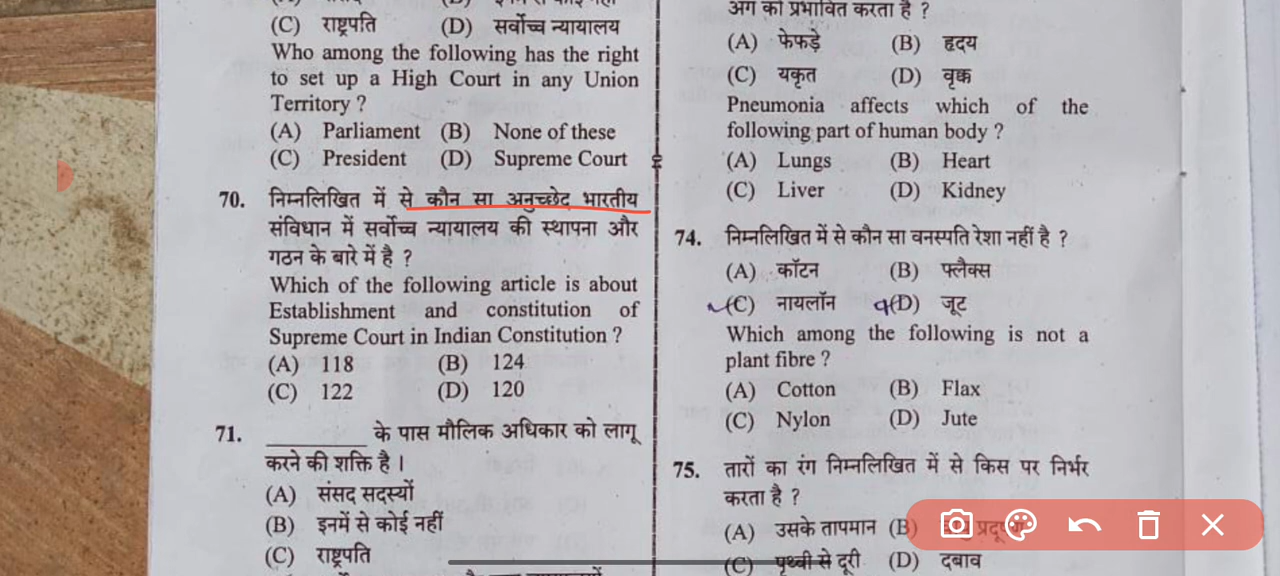 (C) राष्ट्रपति (D) सर्वोच्च न्यायालय
Who among the following has the right
to set up a High Court in any Union
Territory ?
(A) Parliament (B) None of these
(C) President (D) Supreme Court
70. निम्नलिखित में से कौन सा अनुच्छेद भारतीय
संविधान में सर्वोच्च न्यायालय की स्थापना और
गठन के बारे में है ?
Which of the following article is about
Establishment and constitution of
Supreme Court in Indian Constitution ?
(A) 118 (B) 124
(C) 122 (D) 120
71. __________ के पास मौलिक अधिकार को लागू
करने की शक्ति है ।
(A) संसद सदस्यों
(B) इनमें से कोई नहीं
(C) राष्ट्रपति
अंग को प्रभावित करता है ?
(A) फेफड़े (B) हृदय
(C) यकृत (D) वृक्क
Pneumonia affects which of the
following part of human body ?
(A) Lungs (B) Heart
(C) Liver (D) Kidney
74. निम्नलिखित में से कौन सा वनस्पति रेशा नहीं है ?
(A) कॉटन (B) फ्लैक्स
(C) नायलॉन (D) जूट
Which among the following is not a
plant fibre ?
(A) Cotton (B) Flax
(C) Nylon (D) Jute
75. तारों का रंग निम्नलिखित में से किस पर निर्भर
करता है ?
(A) उसके तापमान (B)
(C) पृथ्वी से दूरी (D) दबाव